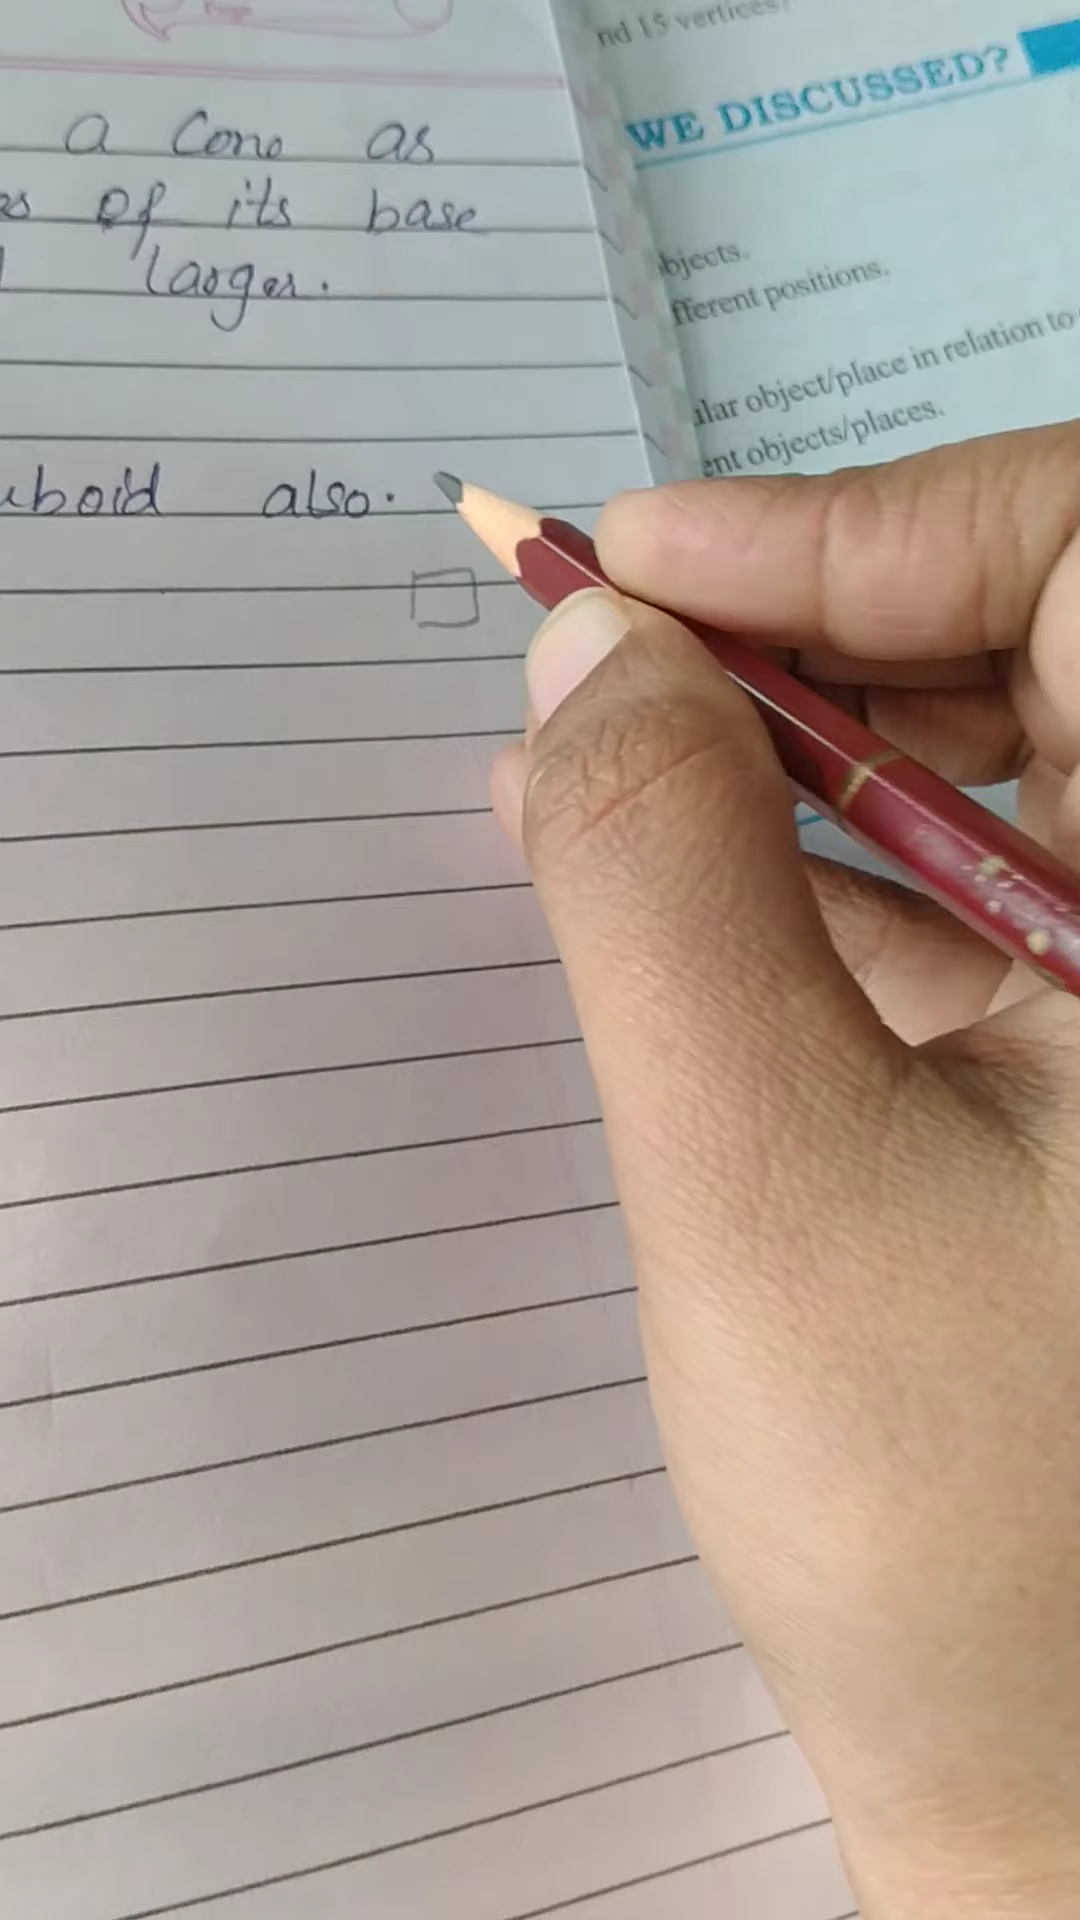 a Cone as
of its base
larger.
uboid also.
nd 15 vertices?
WE DISCUSSED?
bjects.
fferent positions.
ular object/place in relation to
ent objects/places.